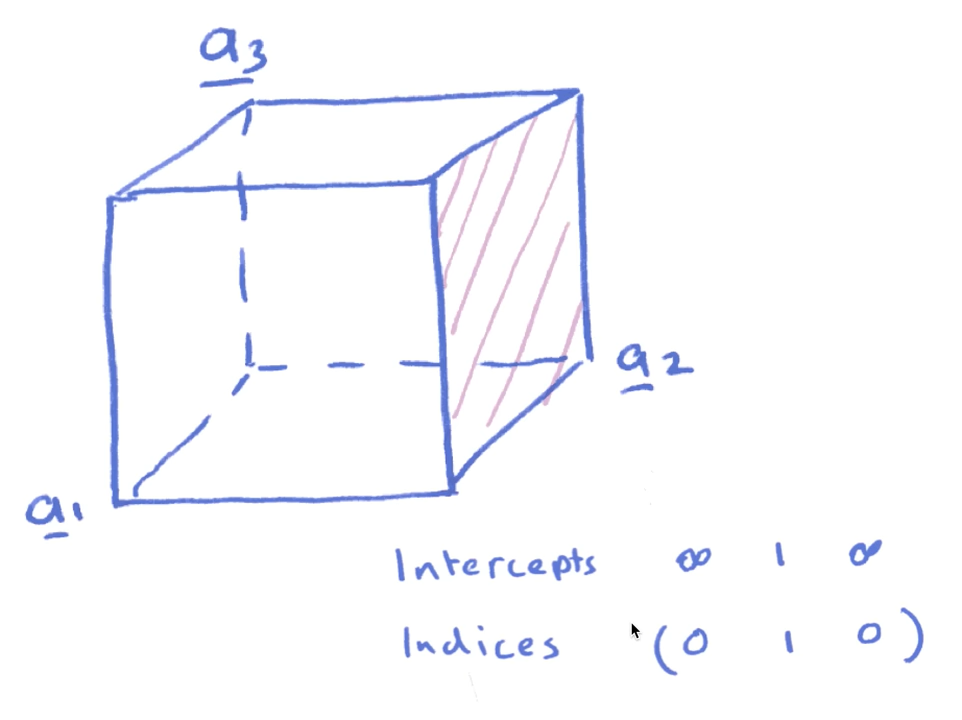 a3
a2
a1
Intercepts ∞ 1 ∞
Indices (0 1 0)